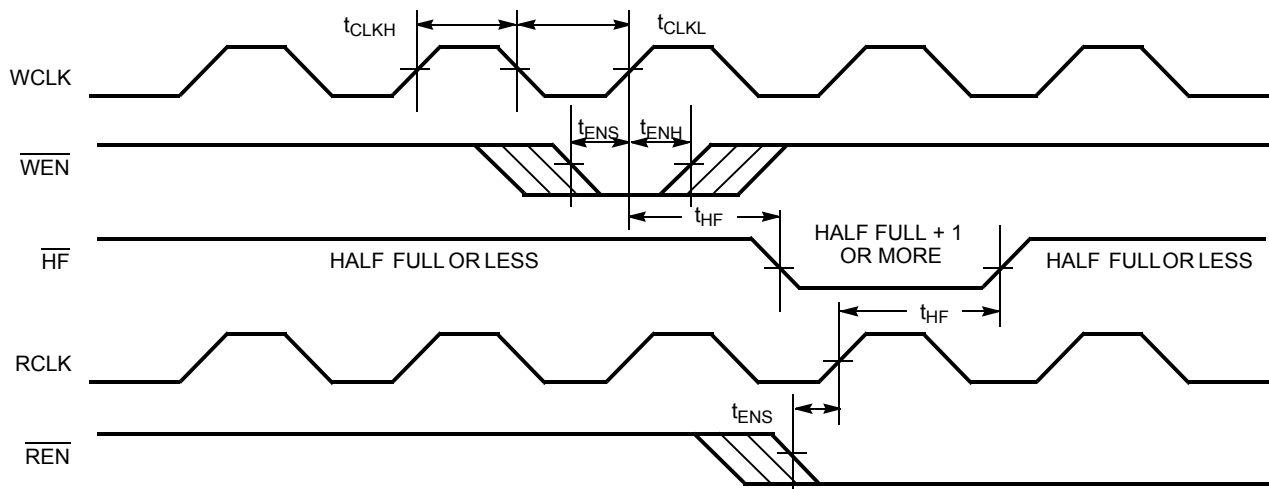 tCLKH
tCLKL
WCLK
tENS
tENH
WEN
tHF
HF
HALF FULL OR LESS
HALF FULL + 1
OR MORE
HALF FULL OR LESS
tHF
RCLK
tENS
REN